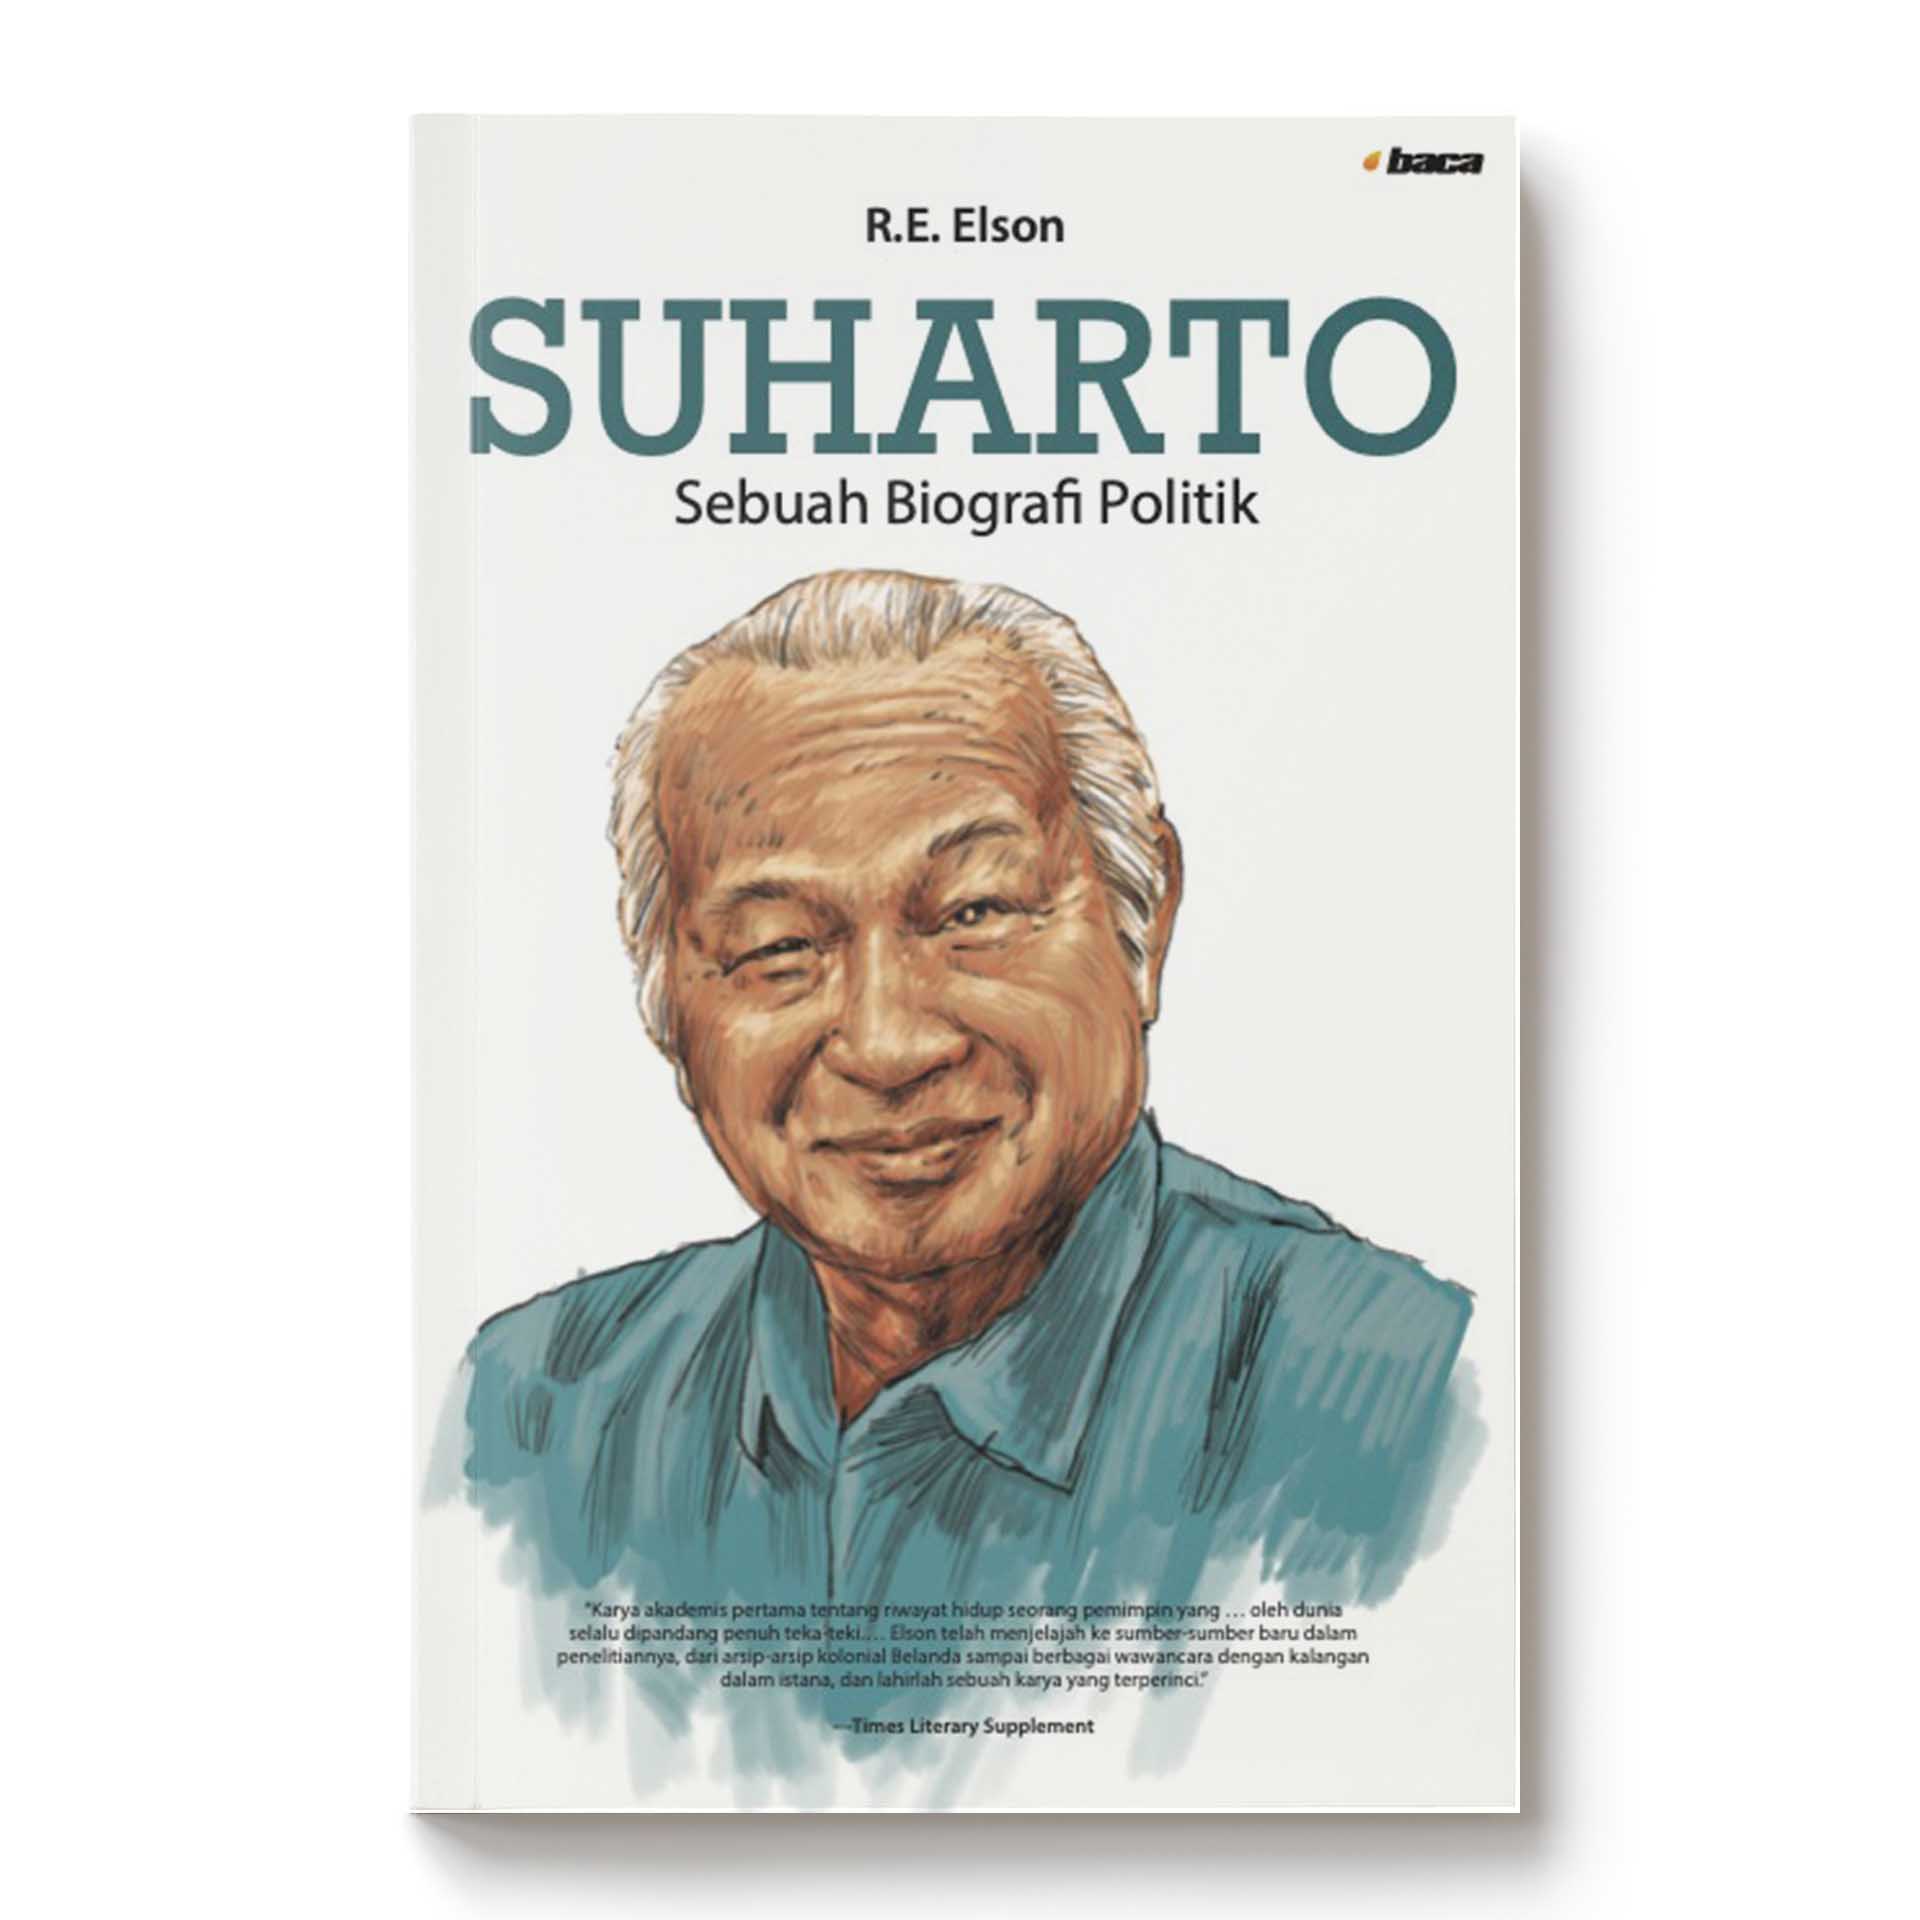 baca
R.E. Elson
SUHARTO
Sebuah Biografi Politik
"Karya akademis pertama tentang riwayat hidup seorang pemimpin yang … oleh dunia
selalu dipandang penuh teka-teki.… Elson telah menjelajah ke sumber-sumber baru dalam
penelitiannya, dari arsip-arsip kolonial Belanda sampai berbagai wawancara dengan kalangan
dalam istana, dan lahirlah sebuah karya yang terperinci."
—Times Literary Supplement